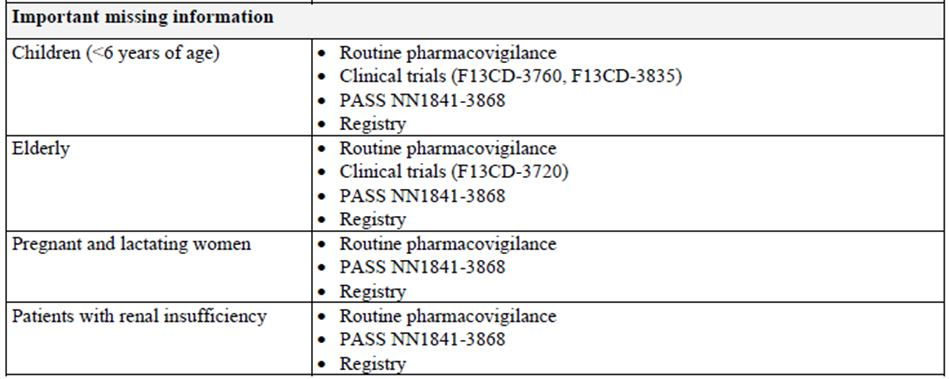 Important missing information
Children (<6 years of age)
• Routine pharmacovigilance
• Clinical trials (F13CD-3760, F13CD-3835)
• PASS NN1841-3868
• Registry
Elderly
• Routine pharmacovigilance
• Clinical trials (F13CD-3720)
• PASS NN1841-3868
• Registry
Pregnant and lactating women
• Routine pharmacovigilance
• PASS NN1841-3868
• Registry
Patients with renal insufficiency
• Routine pharmacovigilance
• PASS NN1841-3868
• Registry